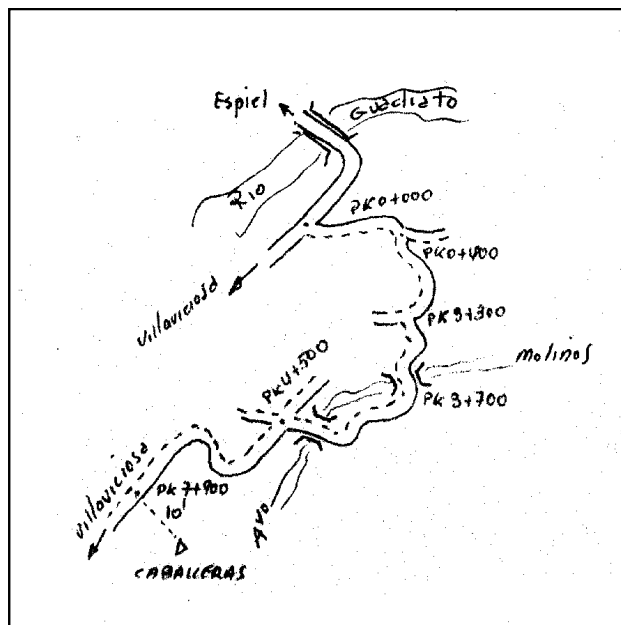 Espiel
Guadiato
RIO
PK0+000
PK0+400
Villaviciosa
PK3+300
Molinos
PK4+500
PK3+700
Villaviciosa
PK7+900
10'
Ayo
CABALLERAS